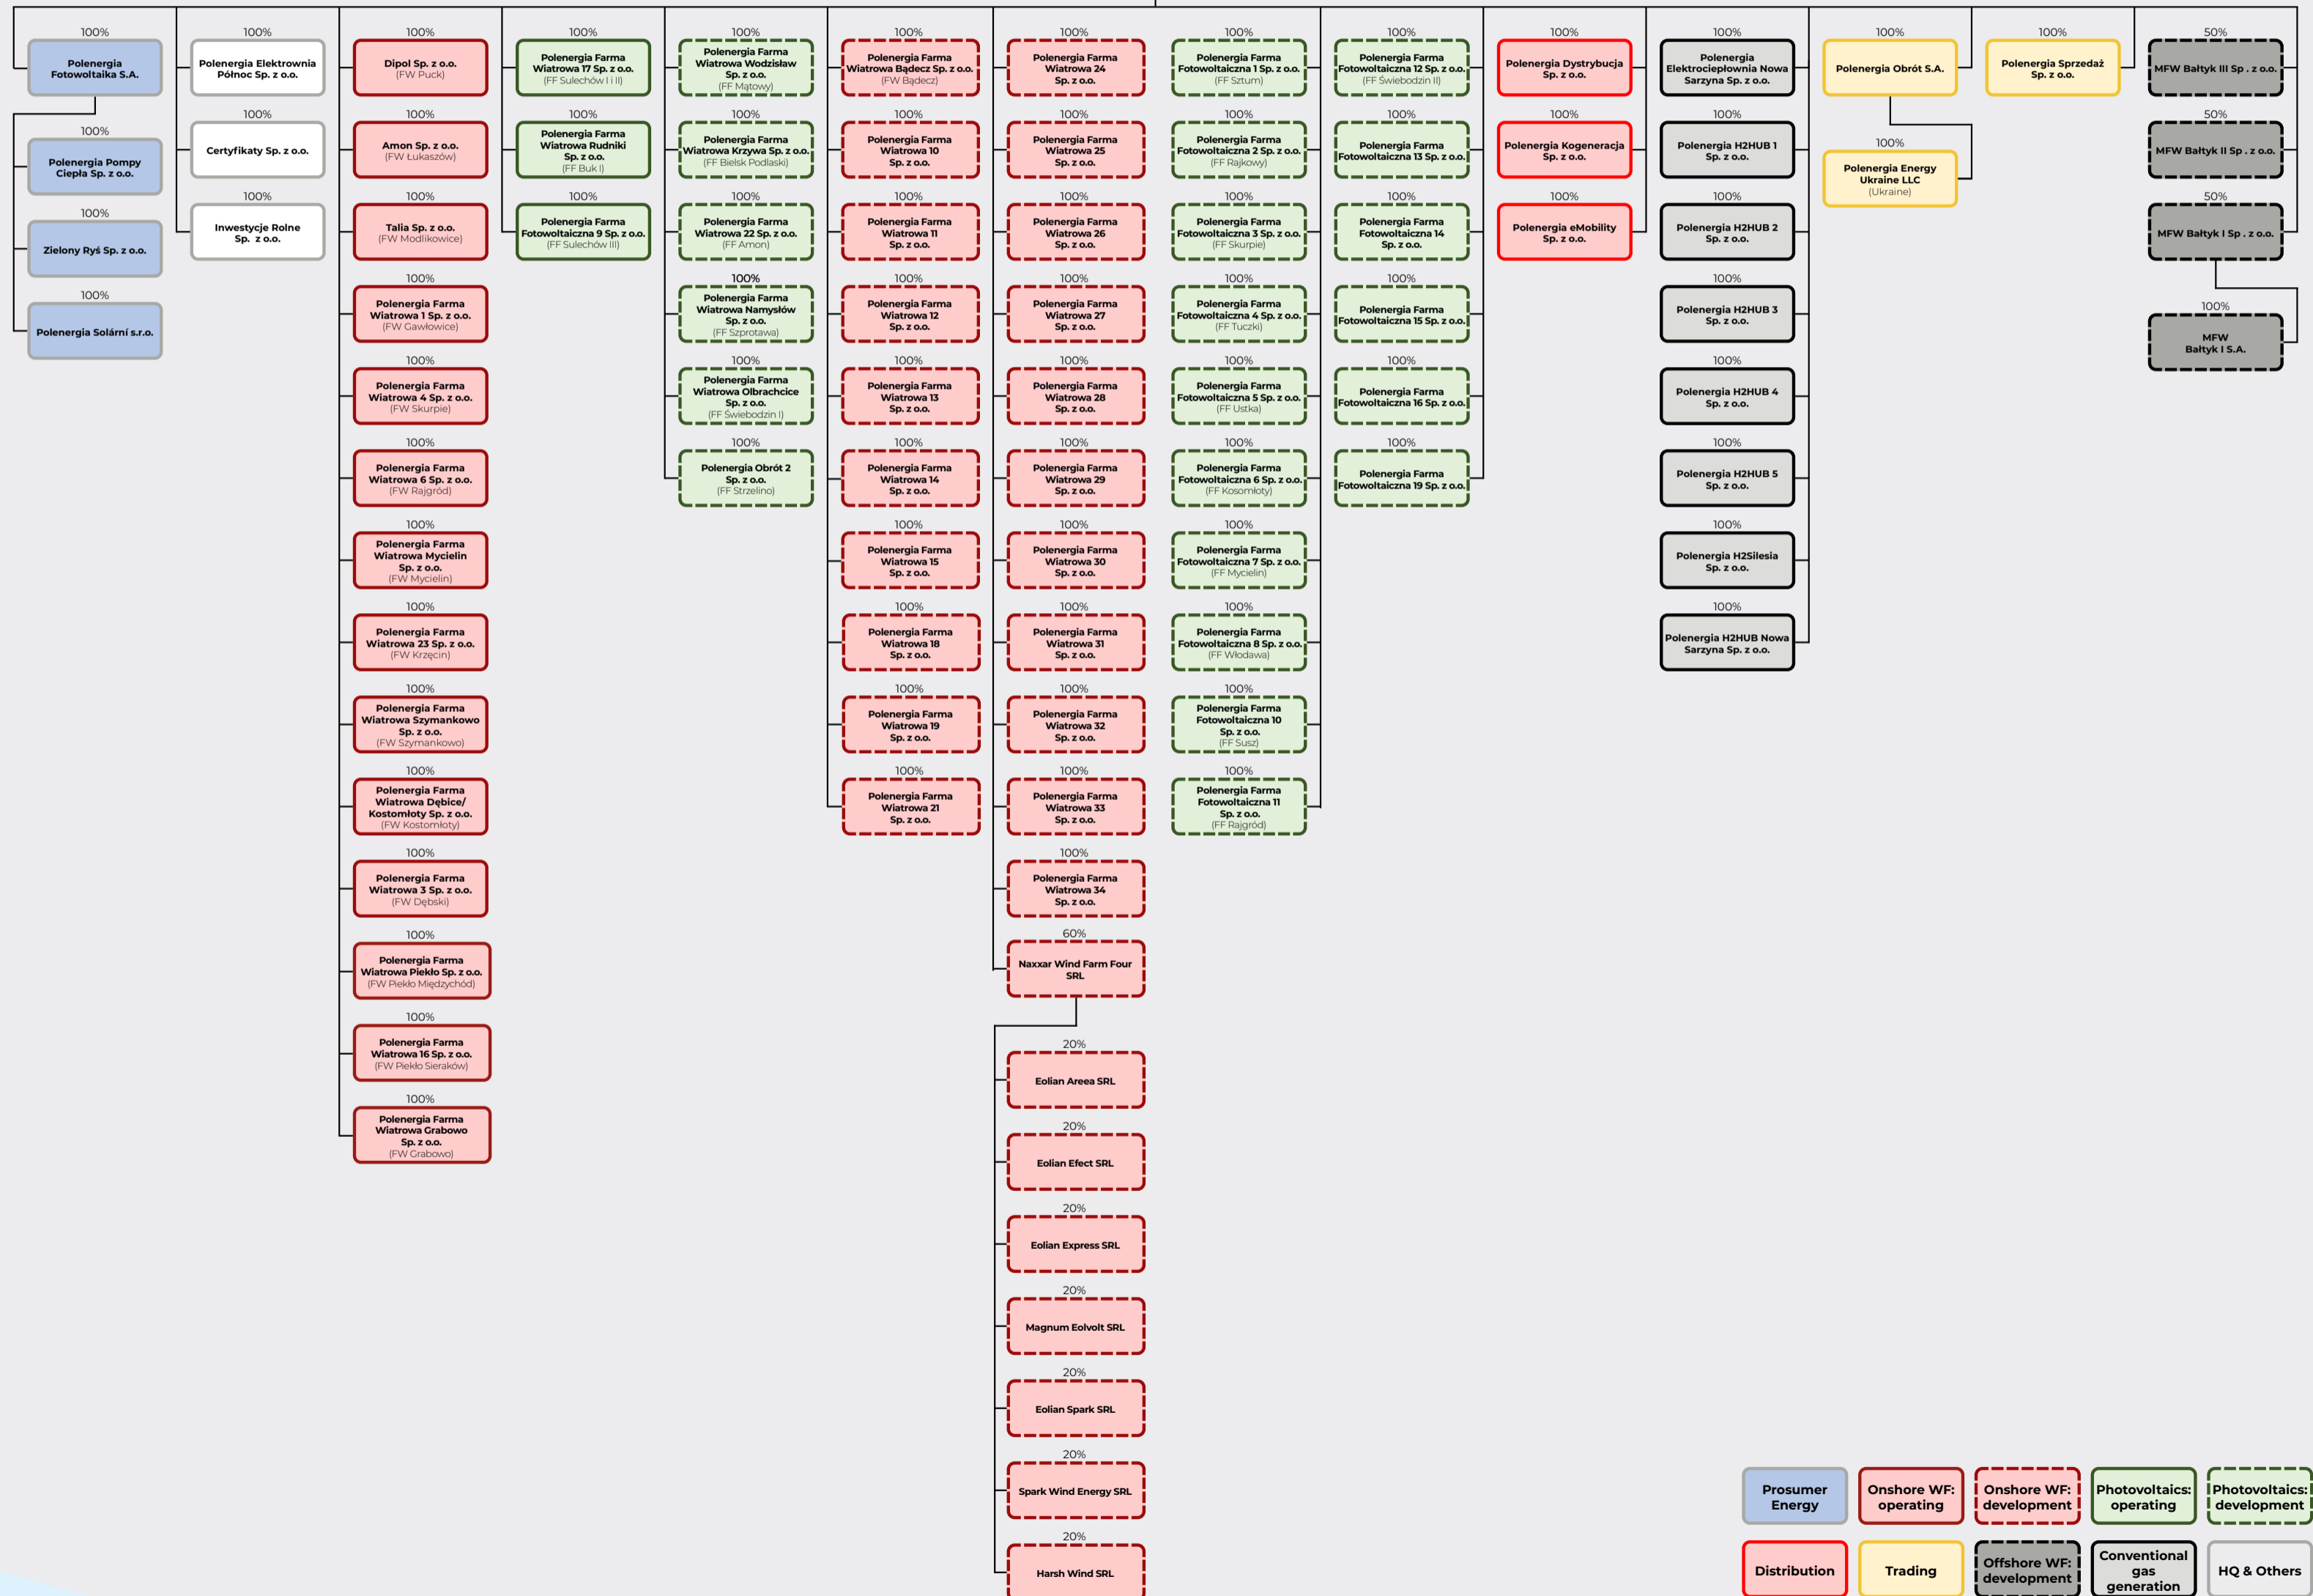 100%
Polenergia
Fotowoltaika S.A.
100%
Polenergia Pompy
Ciepła Sp. z o.o.
100%
Zielony Ryś Sp. z o.o.
100%
Polenergia Solární s.r.o.
100%
Polenergia Elektrownia
Północ Sp. z o.o.
100%
Certyfikaty Sp. z o.o.
100%
Inwestycje Rolne
Sp. z o.o.
100%
Dipol Sp. z o.o.
(FW Puck)
100%
Amon Sp. z o.o.
(FW Łukaszów)
100%
Talia Sp. z o.o.
(FW Modlikowice)
100%
Polenergia Farma
Wiatrowa 1 Sp. z o.o.
(FW Gawłowice)
100%
Polenergia Farma
Wiatrowa 4 Sp. z o.o.
(FW Skurpie)
100%
Polenergia Farma
Wiatrowa 6 Sp. z o.o.
(FW Rajgród)
100%
Polenergia Farma
Wiatrowa Mycielin
Sp. z o.o.
(FW Mycielin)
100%
Polenergia Farma
Wiatrowa 23 Sp. z o.o.
(FW Krzęcin)
100%
Polenergia Farma
Wiatrowa Szymankowo
Sp. z o.o.
(FW Szymankowo)
100%
Polenergia Farma
Wiatrowa Dębice/
Kostomłoty Sp. z o.o.
(FW Kostomłoty)
100%
Polenergia Farma
Wiatrowa 3 Sp. z o.o.
(FW Dębski)
100%
Polenergia Farma
Wiatrowa Piekło Sp. z o.o.
(FW Piekło Międzychód)
100%
Polenergia Farma
Wiatrowa 16 Sp. z o.o.
(FW Piekło Sieraków)
100%
Polenergia Farma
Wiatrowa Grabowo
Sp. z o.o.
(FW Grabowo)
100%
Polenergia Farma
Wiatrowa 17 Sp. z o.o.
(FF Sulechów I i II)
100%
Polenergia Farma
Wiatrowa Rudniki
Sp. z o.o.
(FF Buk I)
100%
Polenergia Farma
Fotowoltaiczna 9 Sp. z o.o.
(FF Sulechów III)
100%
Polenergia Farma
Wiatrowa Wodzisław
Sp. z o.o.
(FF Mątowy)
100%
Polenergia Farma
Wiatrowa Krzywa Sp. z o.o.
(FF Bielsk Podlaski)
100%
Polenergia Farma
Wiatrowa 22 Sp. z o.o.
(FF Amon)
100%
Polenergia Farma
Wiatrowa Namysłów
Sp. z o.o.
(FF Szprotawa)
100%
Polenergia Farma
Wiatrowa Olbrachcice
Sp. z o.o.
(FF Świebodzin I)
100%
Polenergia Obrót 2
Sp. z o.o.
(FF Strzelino)
100%
Polenergia Farma
Wiatrowa Bądecz Sp. z o.o.
(FW Bądecz)
100%
Polenergia Farma
Wiatrowa 10
Sp. z o.o.
100%
Polenergia Farma
Wiatrowa 11
Sp. z o.o.
100%
Polenergia Farma
Wiatrowa 12
Sp. z o.o.
100%
Polenergia Farma
Wiatrowa 13
Sp. z o.o.
100%
Polenergia Farma
Wiatrowa 14
Sp. z o.o.
100%
Polenergia Farma
Wiatrowa 15
Sp. z o.o.
100%
Polenergia Farma
Wiatrowa 18
Sp. z o.o.
100%
Polenergia Farma
Wiatrowa 19
Sp. z o.o.
100%
Polenergia Farma
Wiatrowa 21
Sp. z o.o.
100%
Polenergia Farma
Wiatrowa 24
Sp. z o.o.
100%
Polenergia Farma
Wiatrowa 25
Sp. z o.o.
100%
Polenergia Farma
Wiatrowa 26
Sp. z o.o.
100%
Polenergia Farma
Wiatrowa 27
Sp. z o.o.
100%
Polenergia Farma
Wiatrowa 28
Sp. z o.o.
100%
Polenergia Farma
Wiatrowa 29
Sp. z o.o.
100%
Polenergia Farma
Wiatrowa 30
Sp. z o.o.
100%
Polenergia Farma
Wiatrowa 31
Sp. z o.o.
100%
Polenergia Farma
Wiatrowa 32
Sp. z o.o.
100%
Polenergia Farma
Wiatrowa 33
Sp. z o.o.
100%
Polenergia Farma
Wiatrowa 34
Sp. z o.o.
60%
Naxxar Wind Farm Four
SRL
20%
Eolian Areea SRL
20%
Eolian Efect SRL
20%
Eolian Express SRL
20%
Magnum Eolvolt SRL
20%
Eolian Spark SRL
20%
Spark Wind Energy SRL
20%
Harsh Wind SRL
100%
Polenergia Farma
Fotowoltaiczna 1 Sp. z o.o.
(FF Sztum)
100%
Polenergia Farma
Fotowoltaiczna 2 Sp. z o.o.
(FF Rajkowy)
100%
Polenergia Farma
Fotowoltaiczna 3 Sp. z o.o.
(FF Skurpie)
100%
Polenergia Farma
Fotowoltaiczna 4 Sp. z o.o.
(FF Tuczki)
100%
Polenergia Farma
Fotowoltaiczna 5 Sp. z o.o.
(FF Ustka)
100%
Polenergia Farma
Fotowoltaiczna 6 Sp. z o.o.
(FF Kosomłoty)
100%
Polenergia Farma
Fotowoltaiczna 7 Sp. z o.o.
(FF Mycielin)
100%
Polenergia Farma
Fotowoltaiczna 8 Sp. z o.o.
(FF Włodawa)
100%
Polenergia Farma
Fotowoltaiczna 10
Sp. z o.o.
(FF Susz)
100%
Polenergia Farma
Fotowoltaiczna 11
Sp. z o.o.
(FF Rajgród)
100%
Polenergia Farma
Fotowoltaiczna 12 Sp. z o.o.
(FF Świebodzin II)
100%
Polenergia Farma
Fotowoltaiczna 13 Sp. z o.o.
100%
Polenergia Farma
Fotowoltaiczna 14
Sp. z o.o.
100%
Polenergia Farma
Fotowoltaiczna 15 Sp. z o.o.
100%
Polenergia Farma
Fotowoltaiczna 16 Sp. z o.o.
100%
Polenergia Farma
Fotowoltaiczna 19 Sp. z o.o.
100%
Polenergia Dystrybucja
Sp. z o.o.
100%
Polenergia Kogeneracja
Sp. z o.o.
100%
Polenergia eMobility
Sp. z o.o.
100%
Polenergia
Elektrociepłownia Nowa
Sarzyna Sp. z o.o.
100%
Polenergia H2HUB 1
Sp. z o.o.
100%
Polenergia H2HUB 2
Sp. z o.o.
100%
Polenergia H2HUB 3
Sp. z o.o.
100%
Polenergia H2HUB 4
Sp. z o.o.
100%
Polenergia H2HUB 5
Sp. z o.o.
100%
Polenergia H2Silesia
Sp. z o.o.
100%
Polenergia H2HUB Nowa
Sarzyna Sp. z o.o.
100%
Polenergia Obrót S.A.
100%
Polenergia Energy
Ukraine LLC
(Ukraine)
100%
Polenergia Sprzedaż
Sp. z o.o.
50%
MFW Bałtyk III Sp . z o.o.
50%
MFW Bałtyk II Sp . z o.o.
50%
MFW Bałtyk I Sp . z o.o.
100%
MFW
Bałtyk I S.A.
Prosumer
Energy
Onshore WF:
operating
Onshore WF:
development
Photovoltaics:
operating
Photovoltaics:
development
Distribution
Trading
Offshore WF:
development
Conventional
gas
generation
HQ & Others